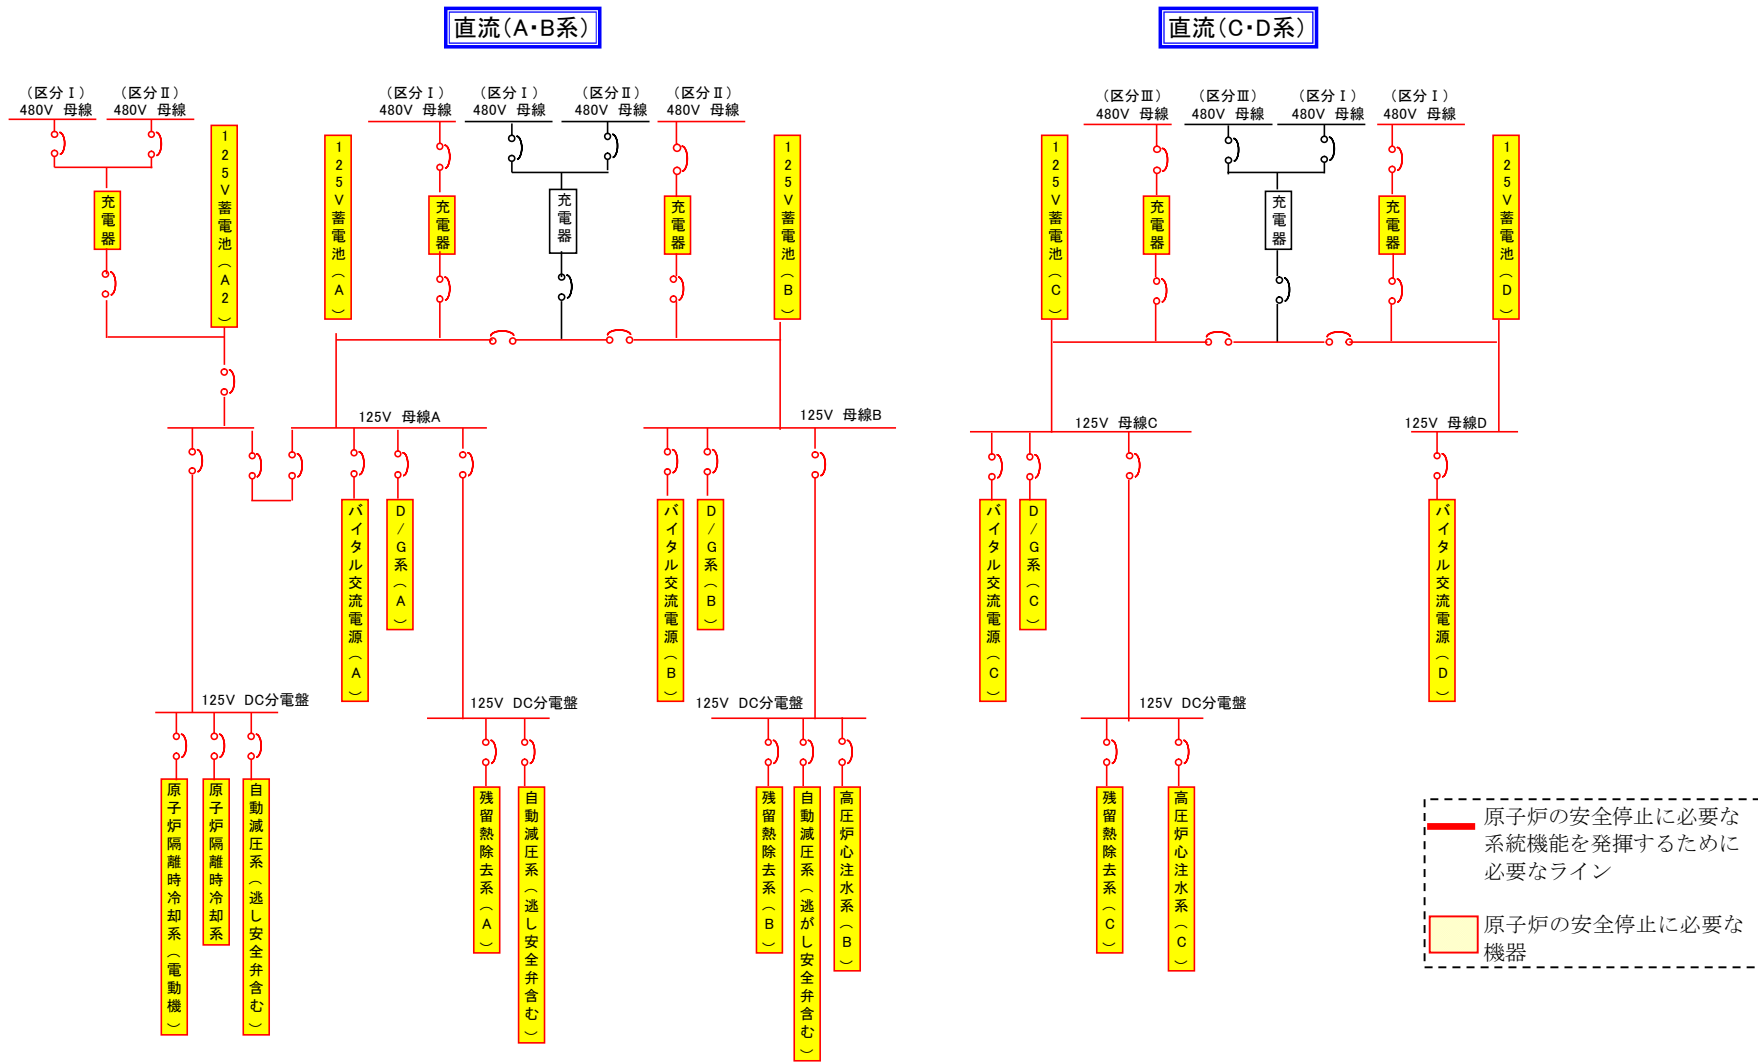 直流(A・B系)
直流(C・D系)
(区分Ⅰ)
480V 母線
(区分Ⅱ)
480V 母線
(区分Ⅰ)
480V 母線
(区分Ⅰ)
480V 母線
(区分Ⅱ)
480V 母線
(区分Ⅱ)
480V 母線
(区分Ⅲ)
480V 母線
(区分Ⅲ)
480V 母線
(区分Ⅰ)
480V 母線
(区分Ⅰ)
480V 母線
充電器
125V蓄電池(A2)
125V蓄電池(A)
充電器
充電器
充電器
125V蓄電池(B)
125V蓄電池(C)
充電器
充電器
充電器
125V蓄電池(D)
125V 母線A
125V 母線B
125V 母線C
125V 母線D
バイタル交流電源(A)
D/G系(A)
バイタル交流電源(B)
D/G系(B)
バイタル交流電源(C)
D/G系(C)
バイタル交流電源(D)
125V DC分電盤
125V DC分電盤
125V DC分電盤
125V DC分電盤
原子炉隔離時冷却系(電動機)
原子炉隔離時冷却系
自動減圧系(逃し安全弁含む)
残留熱除去系(A)
自動減圧系(逃し安全弁含む)
残留熱除去系(B)
自動減圧系(逃がし安全弁含む)
高圧炉心注水系(B)
残留熱除去系(C)
高圧炉心注水系(C)
原子炉の安全停止に必要な
系統機能を発揮するために
必要なライン
原子炉の安全停止に必要な
機器